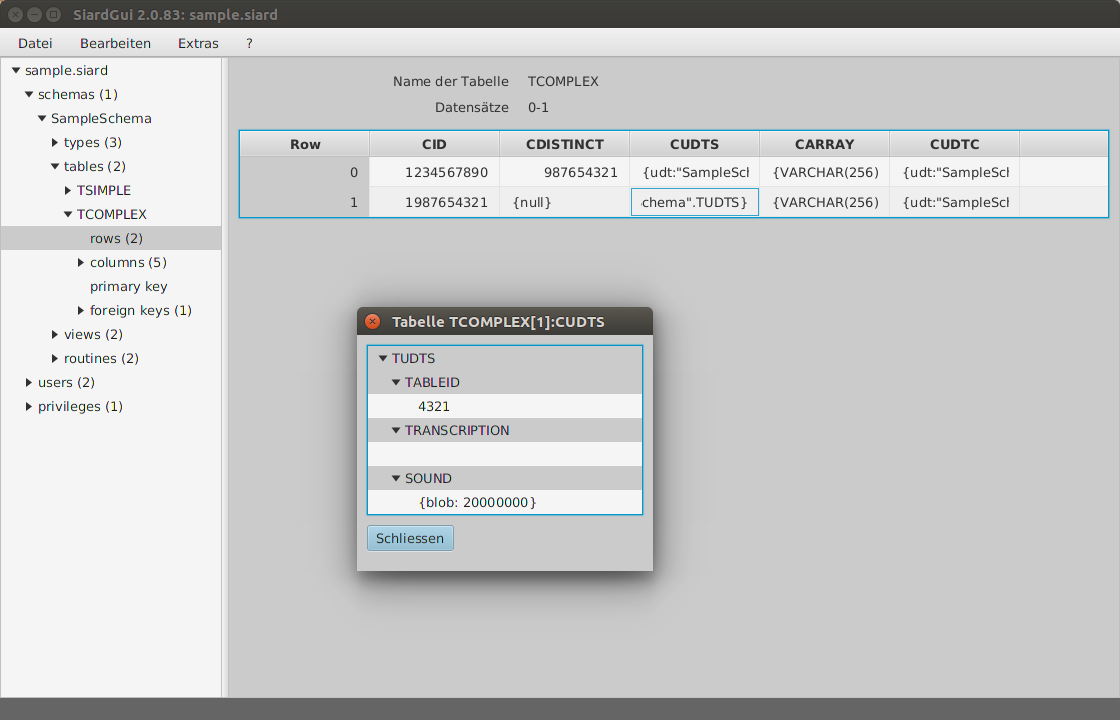 SiardGui 2.0.83: sample.siard
Datei Bearbeiten Extras ?
sample.siard
schemas (1)
SampleSchema
types (3)
tables (2)
TSIMPLE
TCOMPLEX
rows (2)
columns (5)
primary key
foreign keys (1)
views (2)
routines (2)
users (2)
privileges (1)
Name der Tabelle TCOMPLEX
Datensätze 0-1
Row CID CDISTINCT CUDTS CARRAY CUDTC
0 1234567890 987654321 {udt:"SampleSch {VARCHAR(256) {udt:"SampleSch
1 1987654321 {null} chema".TUDTS} {VARCHAR(256) {udt:"SampleSch
Tabelle TCOMPLEX[1]:CUDTS
TUDTS
TABLEID
4321
TRANSCRIPTION
SOUND
{blob: 20000000}
Schliessen